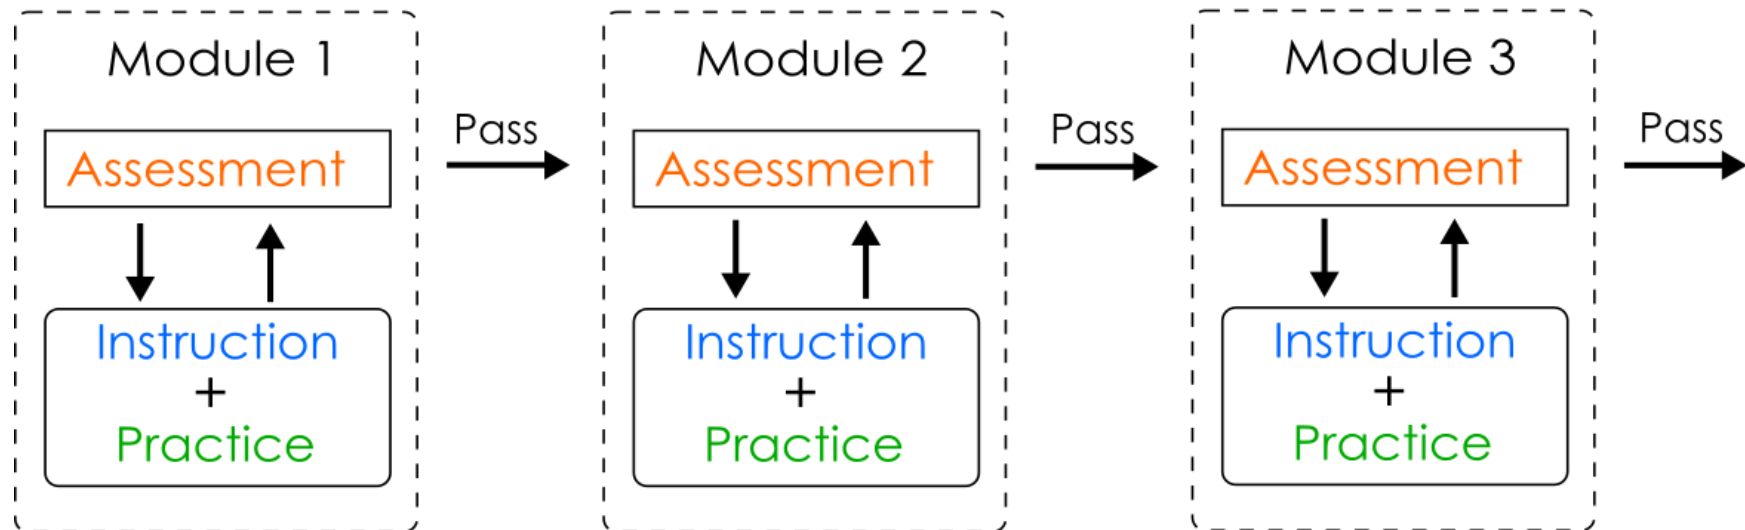 Module 1
Assessment
Instruction
+
Practice
Pass
Module 2
Assessment
Instruction
+
Practice
Pass
Module 3
Assessment
Instruction
+
Practice
Pass